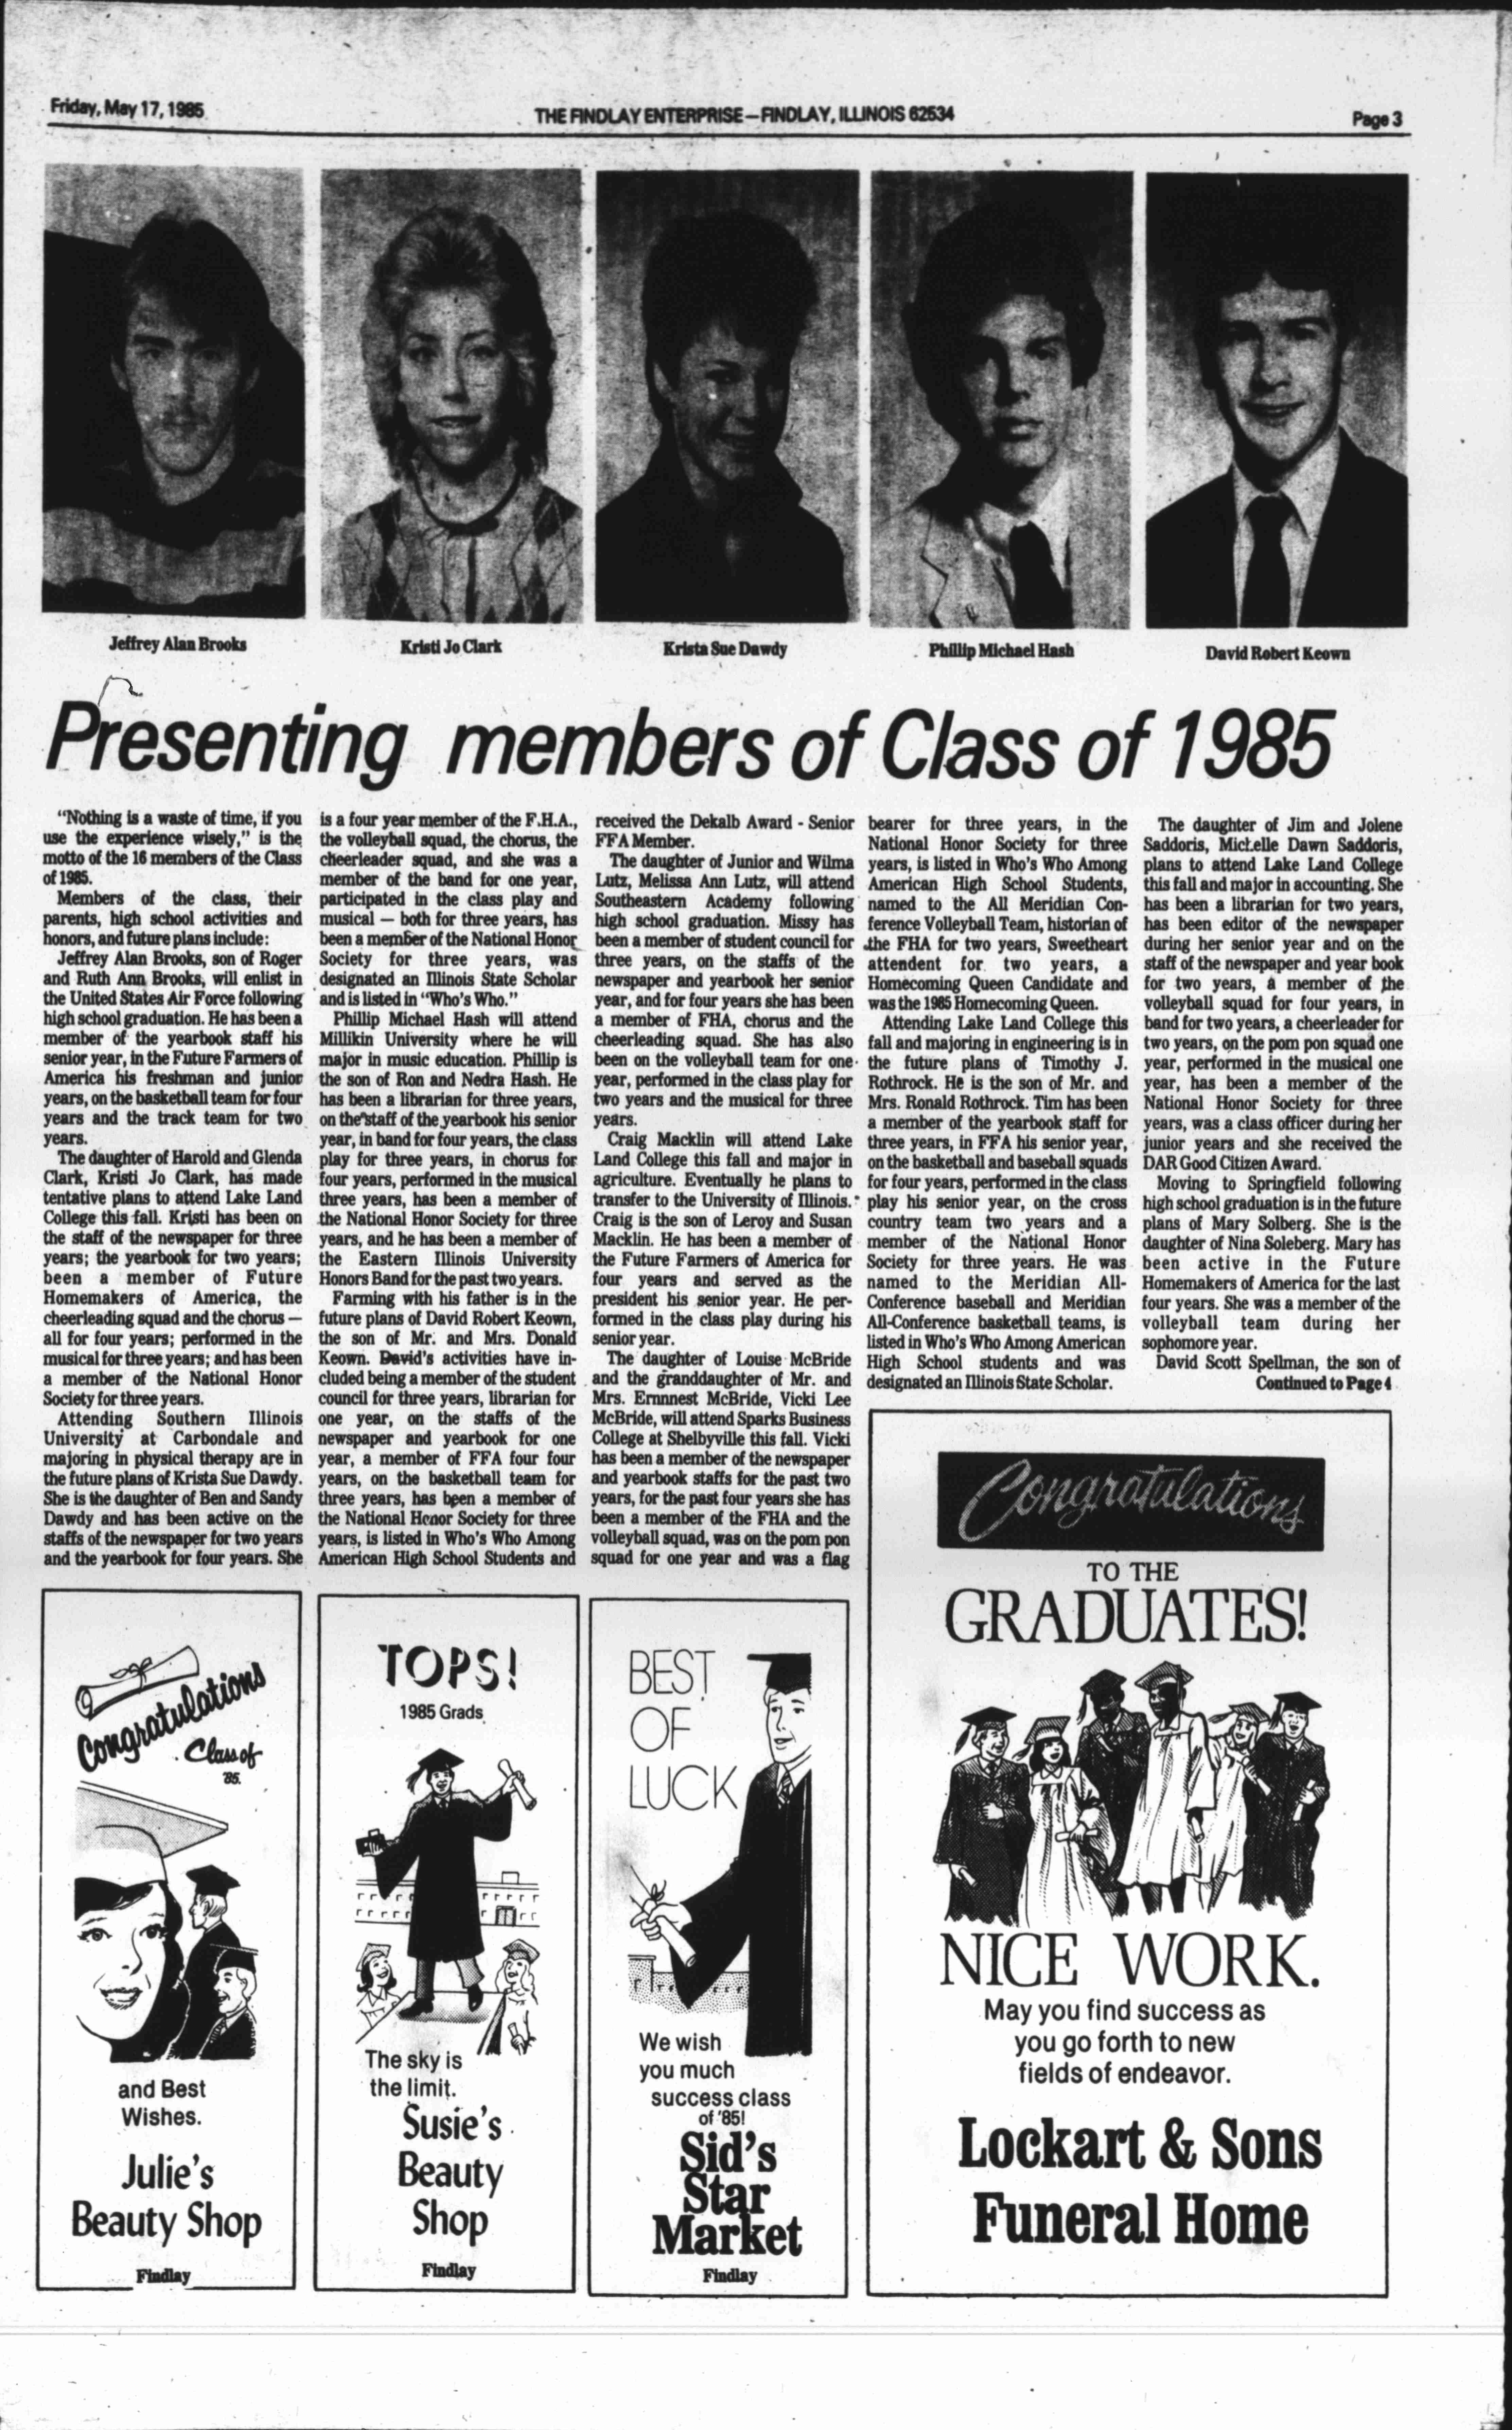 Friday, May 17, 1985
THE FINDLAY ENTERPRISE—FINDLAY, ILLINOIS 62534
Page 3
Jeffrey Alan Brooks
Kristi Jo Clark
Krista Sue Dawdy
Phillip Michael Hash
David Robert Keown
Presenting members of Class of 1985
"Nothing is a waste of time, if you
use the experience wisely," is the
motto of the 16 members of the Class
of 1985.
Members of the class, their
parents, high school activities and
honors, and future plans include:
Jeffrey Alan Brooks, son of Roger
and Ruth Ann Brooks, will enlist in
the United States Air Force following
high school graduation. He has been a
member of the yearbook staff his
senior year, in the Future Farmers of
America his freshman and junior
years, on the basketball team for four
years and the track team for two
years.
The daughter of Harold and Glenda
Clark, Kristi Jo Clark, has made
tentative plans to attend Lake Land
College this fall. Kristi has been on
the staff of the newspaper for three
years; the yearbook for two years;
been a member of Future
Homemakers of America, the
cheerleading squad and the chorus —
all for four years; performed in the
musical for three years; and has been
a member of the National Honor
Society for three years.
Attending Southern Illinois
University at Carbondale and
majoring in physical therapy are in
the future plans of Krista Sue Dawdy.
She is the daughter of Ben and Sandy
Dawdy and has been active on the
staffs of the newspaper for two years
and the yearbook for four years. She
is a four year member of the F.H.A.,
the volleyball squad, the chorus, the
cheerleader squad, and she was a
member of the band for one year,
participated in the class play and
musical — both for three years, has
been a member of the National Honor
Society for three years, was
designated an Illinois State Scholar
and is listed in "Who's Who."
Phillip Michael Hash will attend
Millikin University where he will
major in music education. Phillip is
the son of Ron and Nedra Hash. He
has been a librarian for three years,
on the staff of the yearbook his senior
year, in band for four years, the class
play for three years, in chorus for
four years, performed in the musical
three years, has been a member of
the National Honor Society for three
years, and he has been a member of
the Eastern Illinois University
Honors Band for the past two years.
Farming with his father is in the
future plans of David Robert Keown,
the son of Mr. and Mrs. Donald
Keown. David's activities have in-
cluded being a member of the student
council for three years, librarian for
one year, on the staffs of the
newspaper and yearbook for one
year, a member of FFA four four
years, on the basketball team for
three years, has been a member of
the National Honor Society for three
years, is listed in Who's Who Among
American High School Students and
received the Dekalb Award - Senior
FFA Member.
The daughter of Junior and Wilma
Lutz, Melissa Ann Lutz, will attend
Southeastern Academy following
high school graduation. Missy has
been a member of student council for
three years, on the staffs of the
newspaper and yearbook her senior
year, and for four years she has been
a member of FHA, chorus and the
cheerleading squad. She has also
been on the volleyball team for one
year, performed in the class play for
two years and the musical for three
years.
Craig Macklin will attend Lake
Land College this fall and major in
agriculture. Eventually he plans to
transfer to the University of Illinois.
Craig is the son of Leroy and Susan
Macklin. He has been a member of
the Future Farmers of America for
four years and served as the
president his senior year. He per-
formed in the class play during his
senior year.
The daughter of Louise McBride
and the granddaughter of Mr. and
Mrs. Ernnnest McBride, Vicki Lee
McBride, will attend Sparks Business
College at Shelbyville this fall. Vicki
has been a member of the newspaper
and yearbook staffs for the past two
years, for the past four years she has
been a member of the FHA and the
volleyball squad, was on the pom pon
squad for one year and was a flag
bearer for three years, in the
National Honor Society for three
years, is listed in Who's Who Among
American High School Students,
named to the All Meridian Con-
ference Volleyball Team, historian of
the FHA for two years, Sweetheart
attendent for two years, a
Homecoming Queen Candidate and
was the 1985 Homecoming Queen.
Attending Lake Land College this
fall and majoring in engineering is in
the future plans of Timothy J.
Rothrock. He is the son of Mr. and
Mrs. Ronald Rothrock. Tim has been
a member of the yearbook staff for
three years, in FFA his senior year,
on the basketball and baseball squads
for four years, performed in the class
play his senior year, on the cross
country team two years and a
member of the National Honor
Society for three years. He was
named to the Meridian All-
Conference baseball and Meridian
All-Conference basketball teams, is
listed in Who's Who Among American
High School students and was
designated an Illinois State Scholar.
The daughter of Jim and Jolene
Saddoris, Michelle Dawn Saddoris,
plans to attend Lake Land College
this fall and major in accounting. She
has been a librarian for two years,
has been editor of the newspaper
during her senior year and on the
staff of the newspaper and year book
for two years, a member of the
volleyball squad for four years, in
band for two years, a cheerleader for
two years, on the pom pon squad one
year, performed in the musical one
year, has been a member of the
National Honor Society for three
years, was a class officer during her
junior years and she received the
DAR Good Citizen Award.
Moving to Springfield following
high school graduation is in the future
plans of Mary Solberg. She is the
daughter of Nina Soleberg. Mary has
been active in the Future
Homemakers of America for the last
four years. She was a member of the
volleyball team during her
sophomore year.
David Scott Spellman, the son of
Continued to Page 4
Congratulations
Class of
'85.
and Best
Wishes.
Julie's
Beauty Shop
Findlay
TOPS!
1985 Grads
The sky is
the limit.
Susie's
Beauty
Shop
Findlay
BEST
OF
LUCK
We wish
you much
success class
of '85!
Sid's
Star
Market
Findlay
Congratulations
TO THE
GRADUATES!
NICE WORK.
May you find success as
you go forth to new
fields of endeavor.
Lockart & Sons
Funeral Home